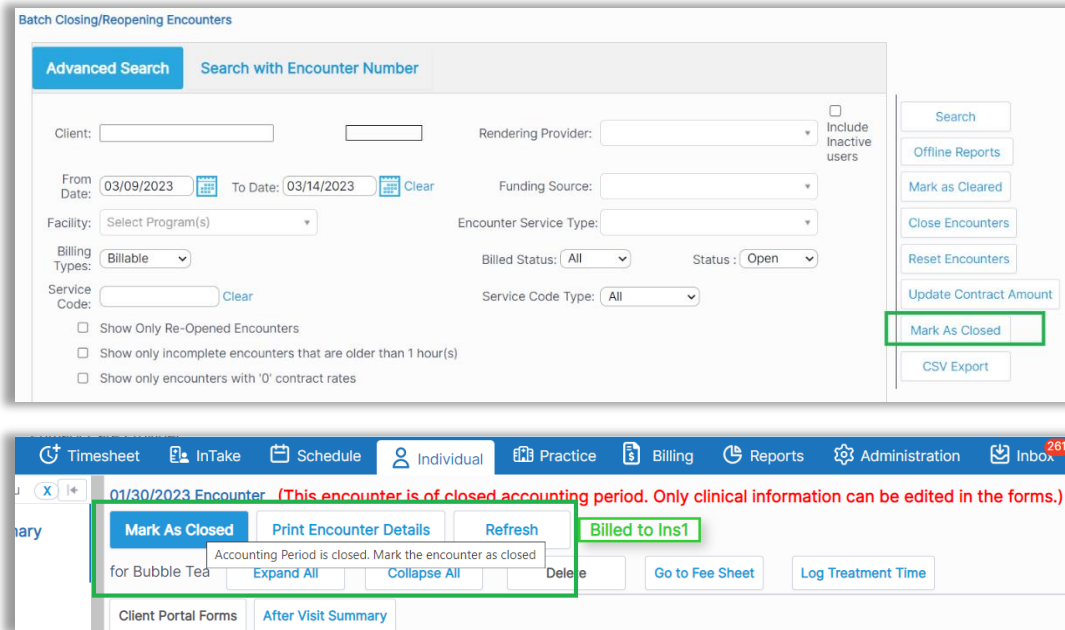 Batch Closing/Reopening Encounters
Advanced Search Search with Encounter Number
Client: Rendering Provider: Include Inactive users
From Date: 03/09/2023 To Date: 03/14/2023 Clear Funding Source:
Facility: Select Program(s) Encounter Service Type:
Billing Types: Billable Billed Status: All Status : Open
Service Code: Clear Service Code Type: All
Show Only Re-Opened Encounters
Show only incomplete encounters that are older than 1 hour(s)
Show only encounters with '0' contract rates
Search
Offline Reports
Mark as Cleared
Close Encounters
Reset Encounters
Update Contract Amount
Mark As Closed
CSV Export
Timesheet InTake Schedule Individual Practice Billing Reports Administration Inbox 261
X 01/30/2023 Encounter (This encounter is of closed accounting period. Only clinical information can be edited in the forms.)
Mark As Closed Print Encounter Details Refresh Billed to Ins1
Accounting Period is closed. Mark the encounter as closed
for Bubble Tea Expand All Collapse All Delete Go to Fee Sheet Log Treatment Time
Client Portal Forms After Visit Summary